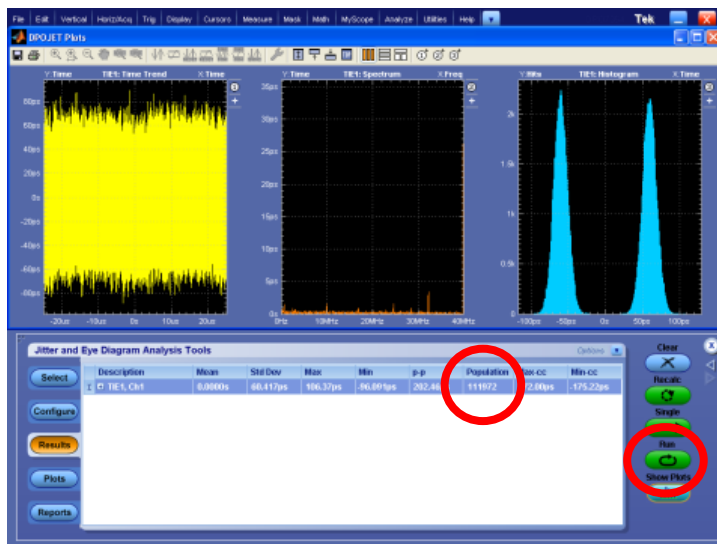 File Edit Vertical Horiz/Acq Trig Display Cursors Measure Mask Math MyScope Analyze Utilities Help Tek
DPOJET Plots
Y:Time TIE1: Time Trend X:Time
80ps
60ps
40ps
20ps
0s
-20ps
-40ps
-60ps
-80ps
-20us -10us 0s 10us 20us
Y:Time TIE1: Spectrum X:Freq
35ps
30ps
25ps
20ps
15ps
10ps
5ps
0s
0Hz 10MHz 20MHz 30MHz 40MHz
Y:Hits TIE1: Histogram X:Time
2k
1.5k
1k
0.5k
0
-100ps -50ps 0s 50ps 100ps
Jitter and Eye Diagram Analysis Tools
Options
Select
Configure
Results
Plots
Reports
Description Mean Std Dev Max Min p-p Population Max-cc Min-cc
TIE1, Ch1 0.0000s 60.417ps 106.37ps -96.091ps 111972 -175.22ps
Clear
Recalc
Single
Run
Show Plots